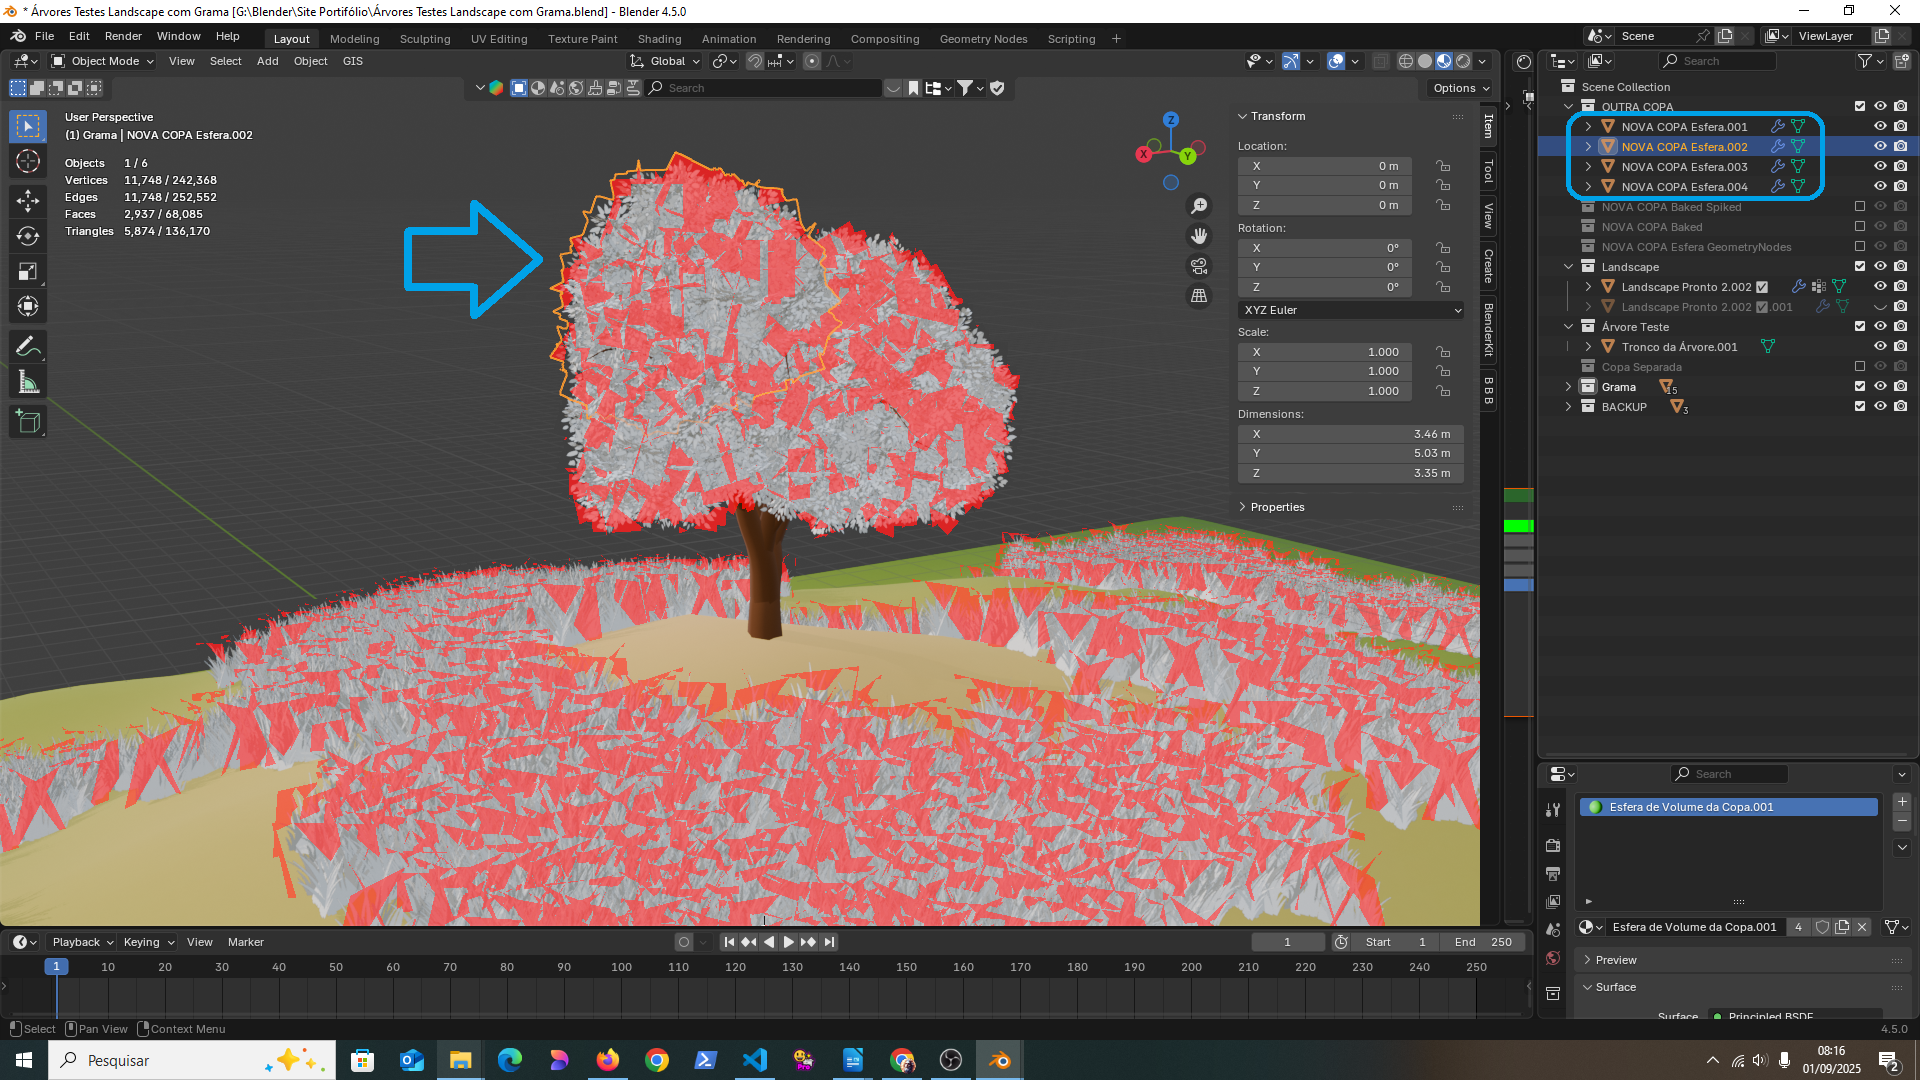 * Árvores Testes Landscape com Grama [G:\Blender\Site Portifólio\Árvores Testes Landscape com Grama.blend] - Blender 4.5.0
File Edit Render Window Help
Layout Modeling Sculpting UV Editing Texture Paint Shading Animation Rendering Compositing Geometry Nodes Scripting +
Scene
ViewLayer
Object Mode View Select Add Object GIS
Global
Search
Search
Options
User Perspective
(1) Grama | NOVA COPA Esfera.002
Objects 1 / 6
Vertices 11,748 / 242,368
Edges 11,748 / 252,552
Faces 2,937 / 68,085
Triangles 5,874 / 136,170
Z
X
Y
Transform
Location:
X 0 m
Y 0 m
Z 0 m
Rotation:
X 0°
Y 0°
Z 0°
XYZ Euler
Scale:
X 1.000
Y 1.000
Z 1.000
Dimensions:
X 3.46 m
Y 5.03 m
Z 3.35 m
Properties
Item
Tool
View
Create
BlenderKit
B B B
Scene Collection
OUTRA COPA
NOVA COPA Esfera.001
NOVA COPA Esfera.002
NOVA COPA Esfera.003
NOVA COPA Esfera.004
NOVA COPA Baked Spiked
NOVA COPA Baked
NOVA COPA Esfera GeometryNodes
Landscape
Landscape Pronto 2.002 ✅
Landscape Pronto 2.002 ✅.001
Árvore Teste
Tronco da Árvore.001
Copa Separada
Grama 15
BACKUP 3
Search
Esfera de Volume da Copa.001
Esfera de Volume da Copa.001 4
Preview
Surface
Surface Principled BSDF
Playback Keying View Marker
1 Start 1 End 250
1 10 20 30 40 50 60 70 80 90 100 110 120 130 140 150 160 170 180 190 200 210 220 230 240 250
Select Pan View Context Menu
4.5.0
Pesquisar
Pro
08:16
01/09/2025
2